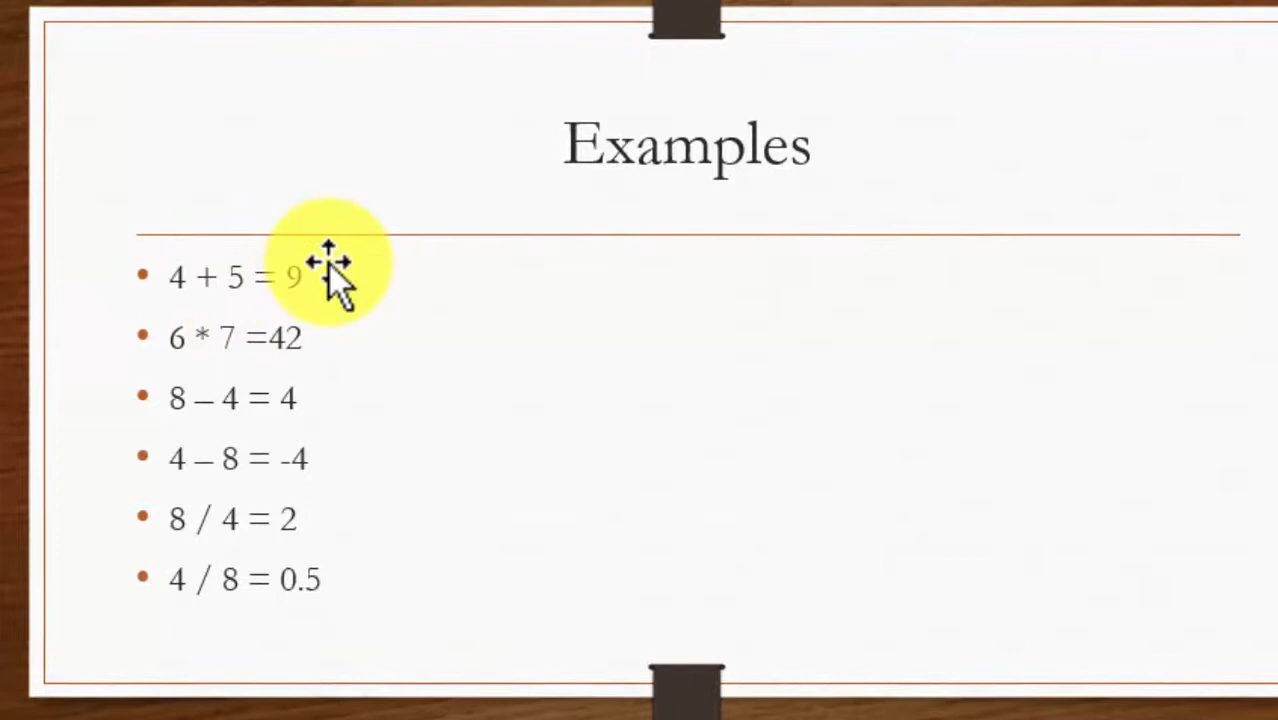 Examples
• 4 + 5 = 9
• 6 * 7 =42
• 8 – 4 = 4
• 4 – 8 = -4
• 8 / 4 = 2
• 4 / 8 = 0.5